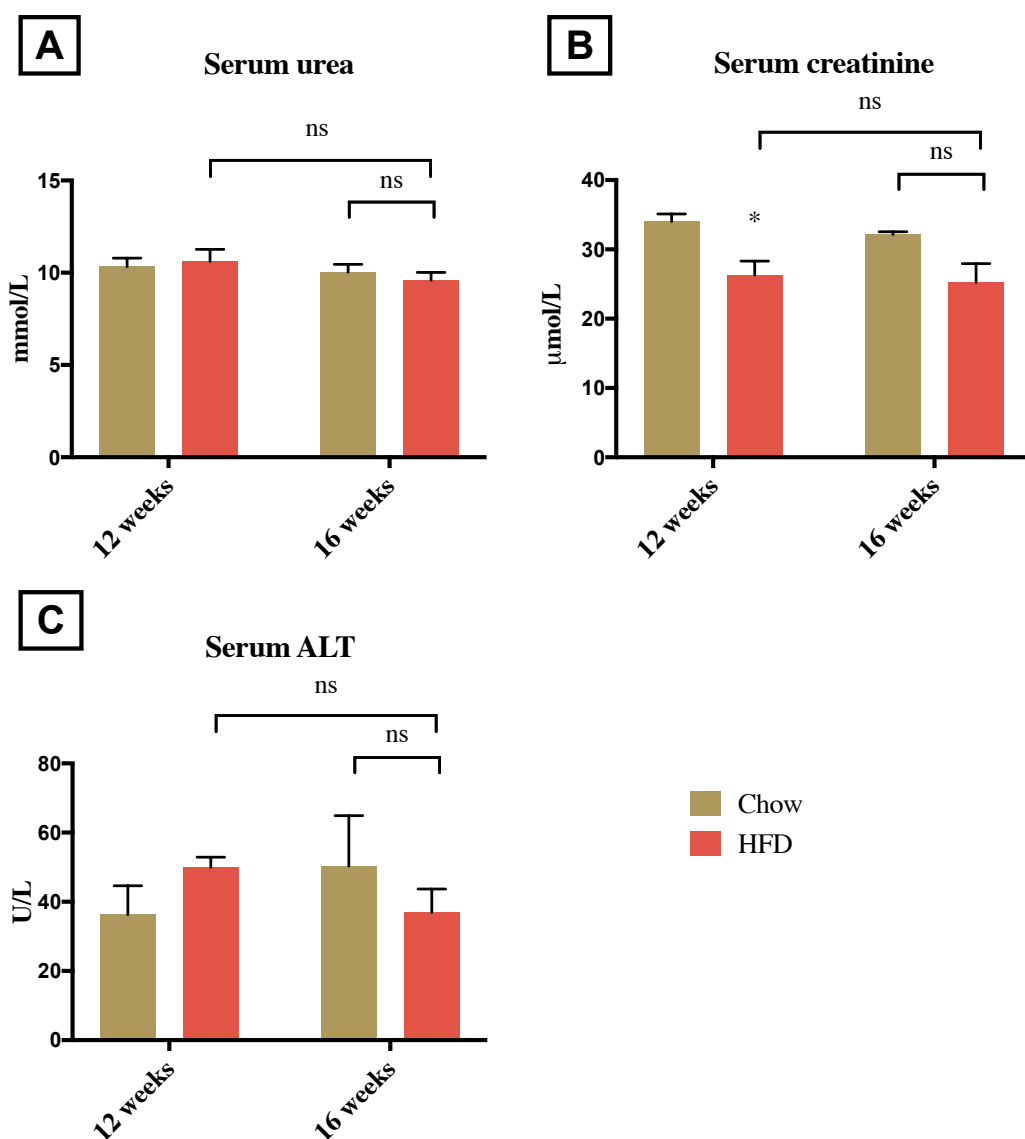 A
Serum urea
ns
ns
15
10
5
0
mmol/L
12 weeks
16 weeks
B
Serum creatinine
ns
ns
*
40
30
20
10
0
μmol/L
12 weeks
16 weeks
C
Serum ALT
ns
ns
80
60
40
20
0
U/L
12 weeks
16 weeks
Chow
HFD